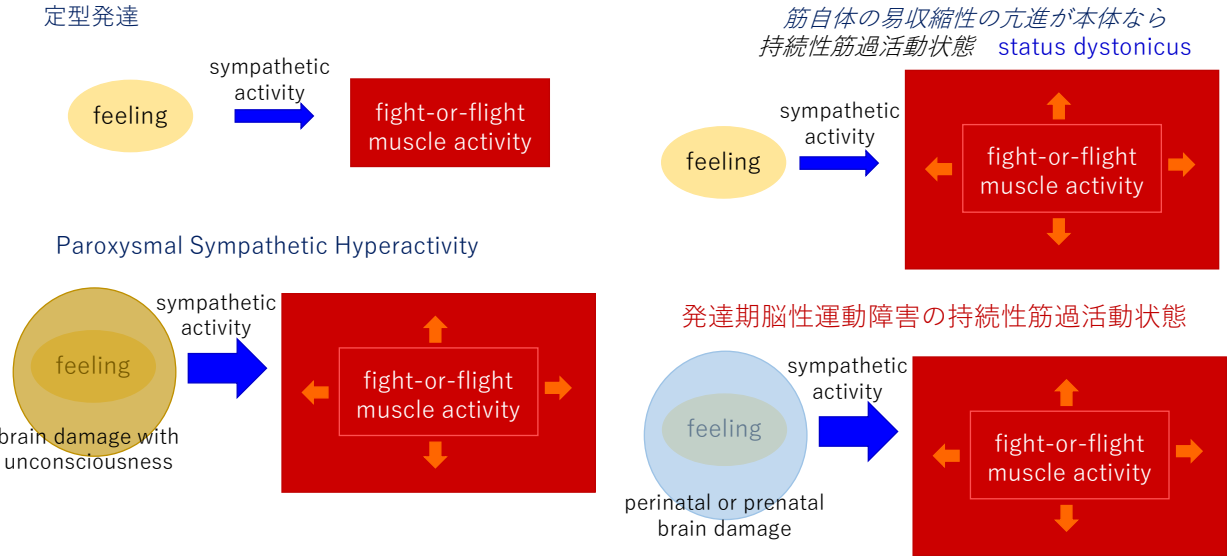 定型発達
feeling
sympathetic
activity
fight-or-flight
muscle activity
筋自体の易収縮性の亢進が本体なら
持続性筋過活動状態 status dystonicus
feeling
sympathetic
activity
fight-or-flight
muscle activity
Paroxysmal Sympathetic Hyperactivity
feeling
brain damage with
unconsciousness
sympathetic
activity
fight-or-flight
muscle activity
発達期脳性運動障害の持続性筋過活動状態
feeling
perinatal or prenatal
brain damage
sympathetic
activity
fight-or-flight
muscle activity